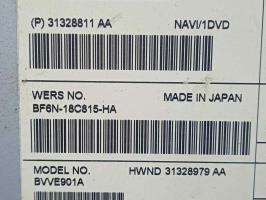 (P) 31328811 AA NAVI/1DVD
WERS NO. MADE IN JAPAN
BF6N-18C815-HA
MODEL NO. HWND 31328979 AA
BVVE901A